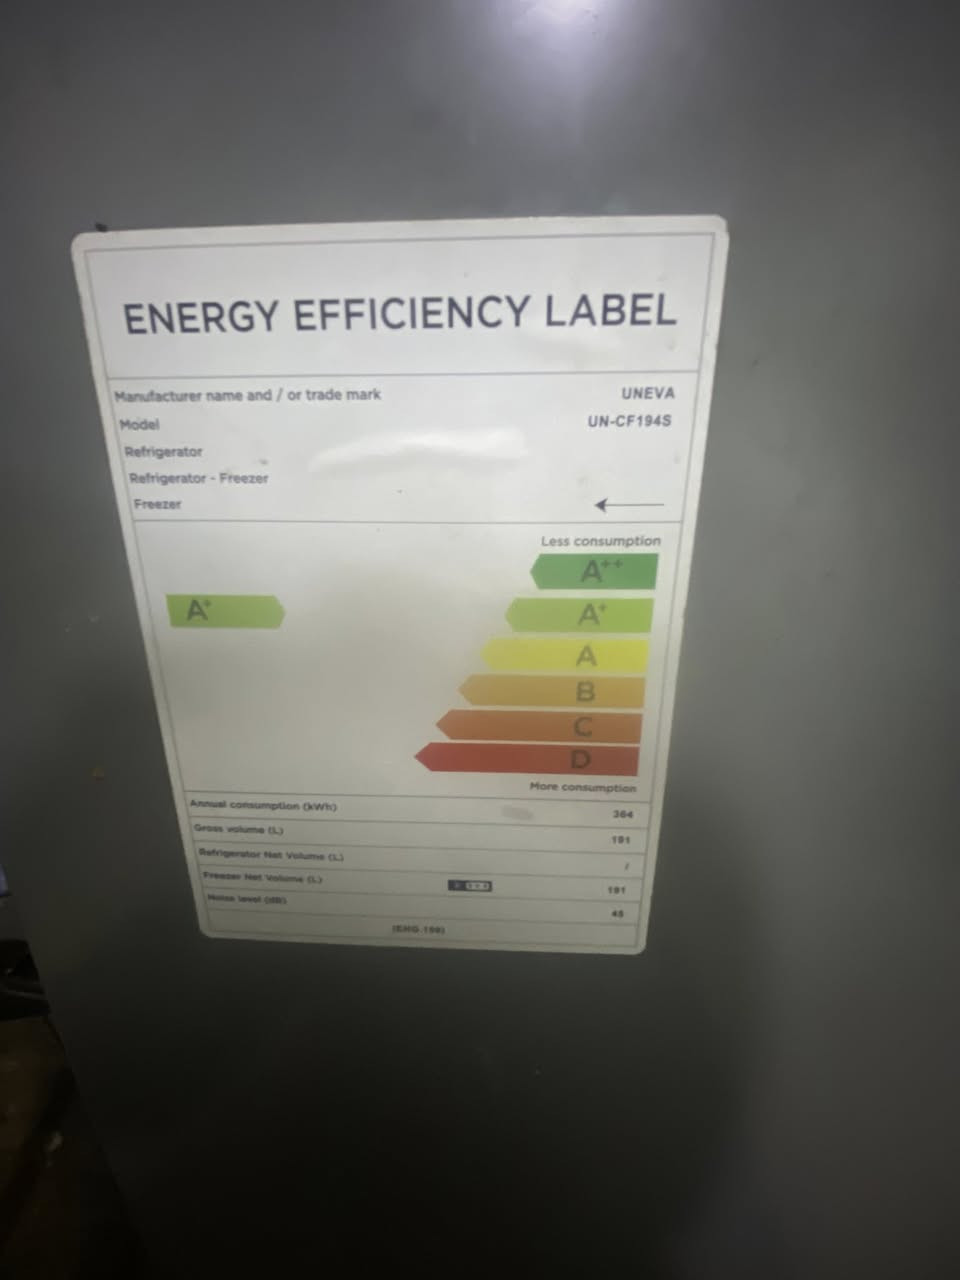 ENERGY EFFICIENCY LABEL
Manufacturer name and / or trade mark UNEVA
Model UN-CF194S
Refrigerator
Refrigerator - Freezer
Freezer
Less consumption
A++
A+ A+
A
B
C
D
More consumption
Annual consumption (kWh) 364
Gross volume (L) 191
Refrigerator Net Volume (L) /
Freezer Net Volume (L) 191
Noise level (dB) 45